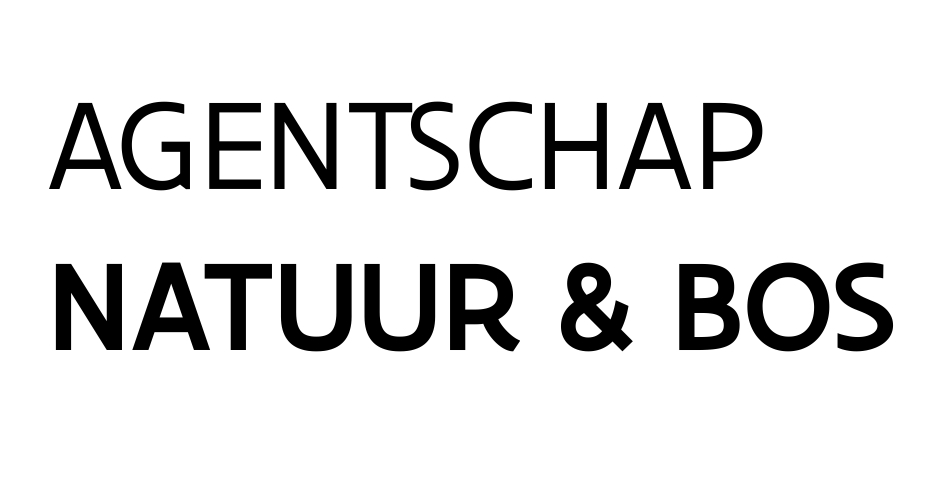 AGENTSCHAP
NATUUR & BOS